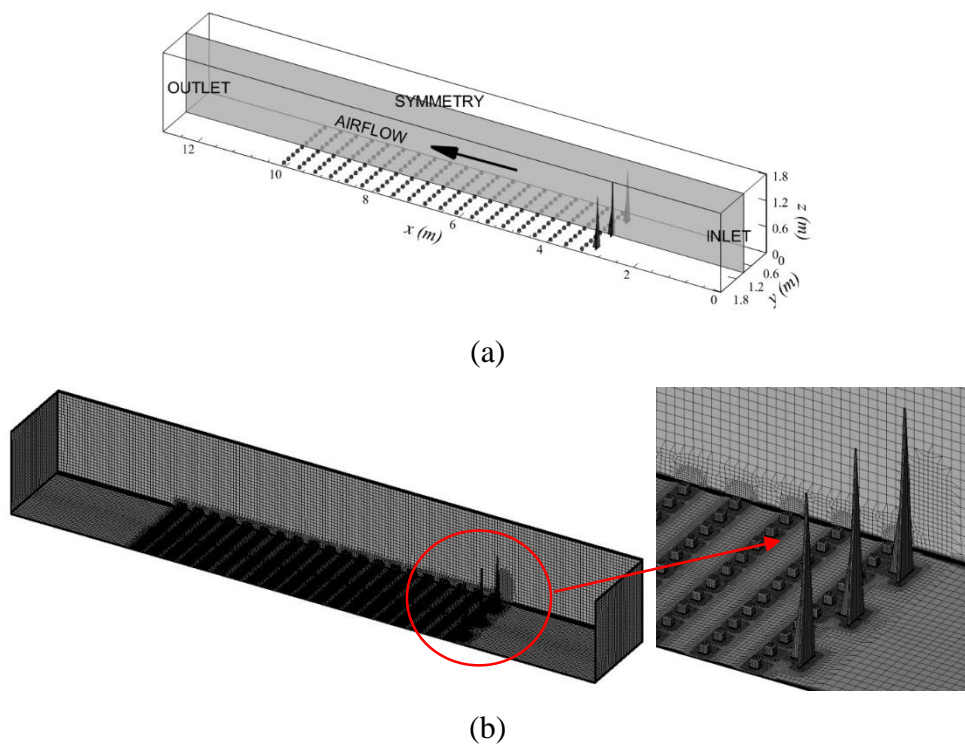 OUTLET
SYMMETRY
AIRFLOW
INLET
12
10
8
6
4
2
0
x (m)
1.8
1.2
0.6
0
z (m)
0
0.6
1.2
1.8
y (m)
(a)
(b)